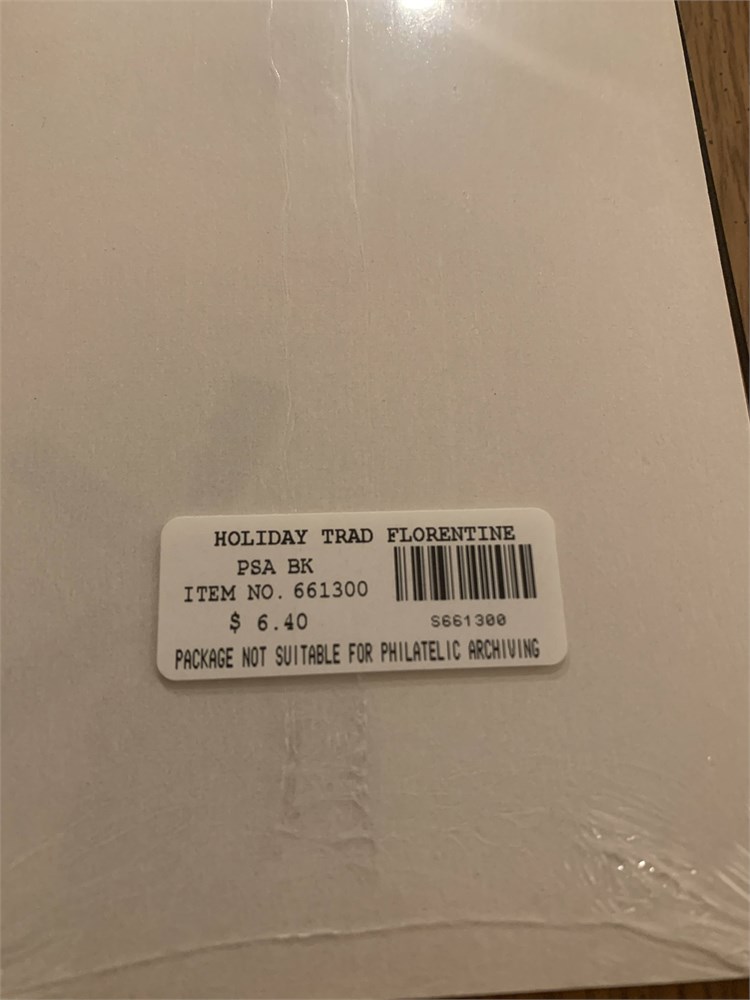 HOLIDAY TRAD FLORENTINE
PSA BK
ITEM NO. 661300
$ 6.40
S661300
PACKAGE NOT SUITABLE FOR PHILATELIC ARCHIVING